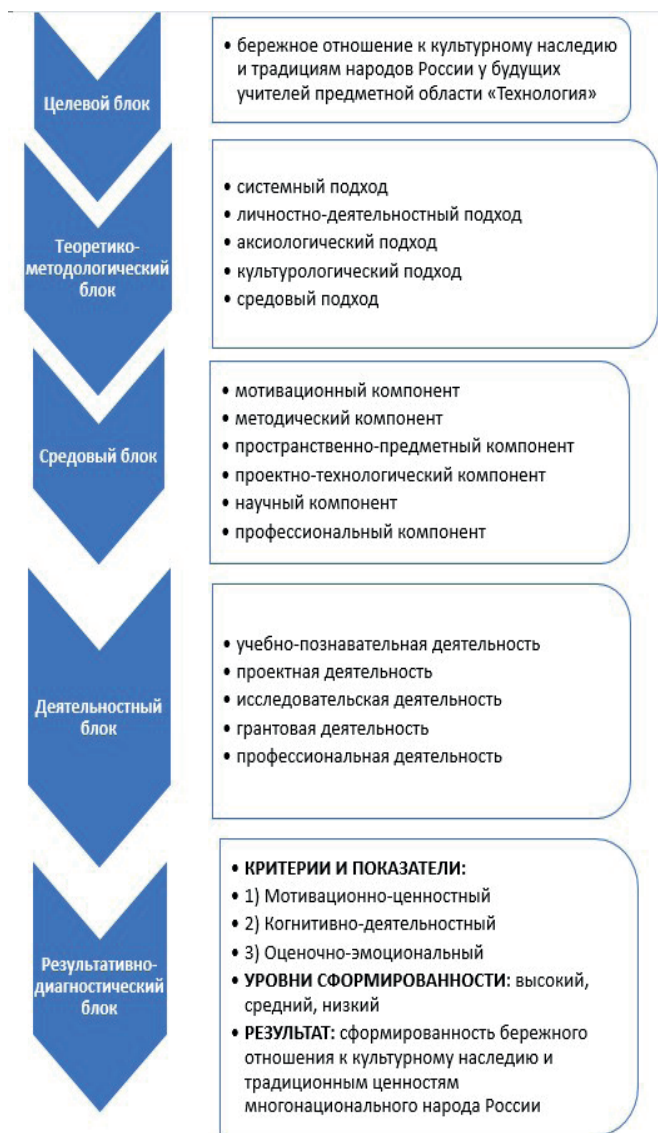 Целевой блок
• бережное отношение к культурному наследию
и традициям народов России у будущих
учителей предметной области «Технология»
Теоретико-
методологический
блок
• системный подход
• личностно-деятельностный подход
• аксиологический подход
• культурологический подход
• средовый подход
Средовый блок
• мотивационный компонент
• методический компонент
• пространственно-предметный компонент
• проектно-технологический компонент
• научный компонент
• профессиональный компонент
Деятельностный
блок
• учебно-познавательная деятельность
• проектная деятельность
• исследовательская деятельность
• грантовая деятельность
• профессиональная деятельность
Результативно-
диагностический
блок
• КРИТЕРИИ И ПОКАЗАТЕЛИ:
• 1) Мотивационно-ценностный
• 2) Когнитивно-деятельностный
• 3) Оценочно-эмоциональный
• УРОВНИ СФОРМИРОВАННОСТИ: высокий,
средний, низкий
• РЕЗУЛЬТАТ: сформированность бережного
отношения к культурному наследию и
традиционным ценностям
многонационального народа России